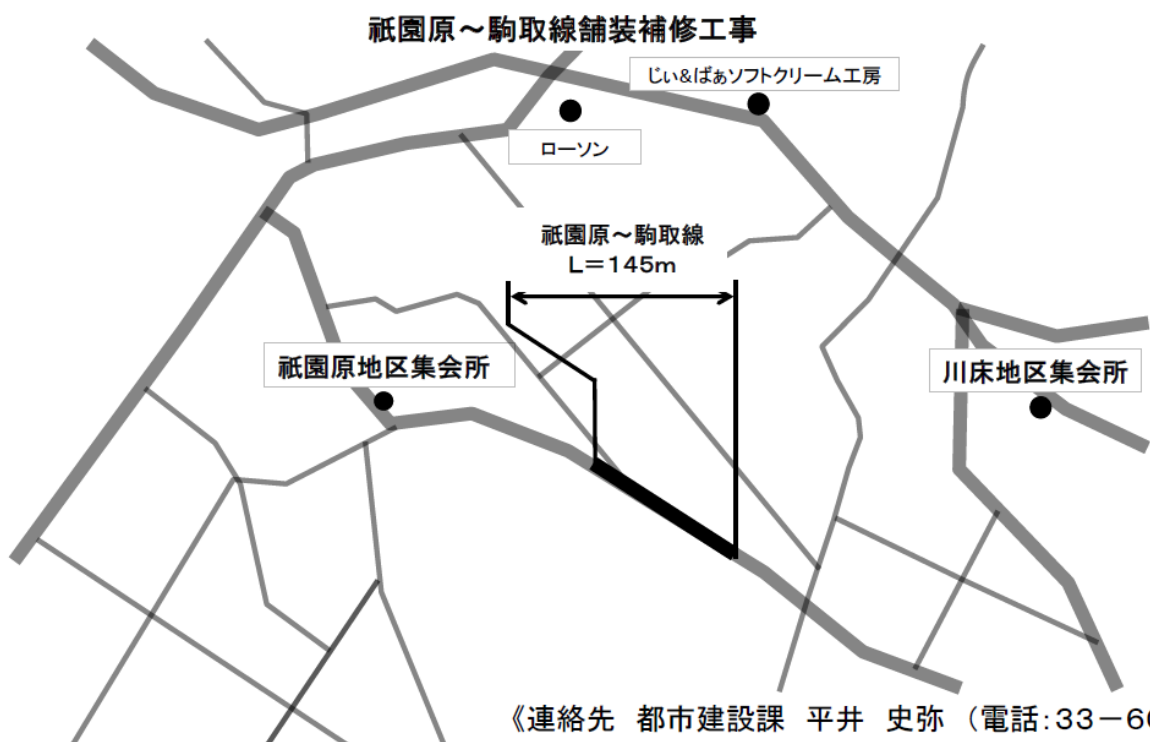 祇園原~駒取線舗装補修工事
じぃ&ばぁソフトクリーム工房
ローソン
祇園原~駒取線
L=145m
祇園原地区集会所
川床地区集会所
《連絡先 都市建設課 平井 史弥 (電話:33-6